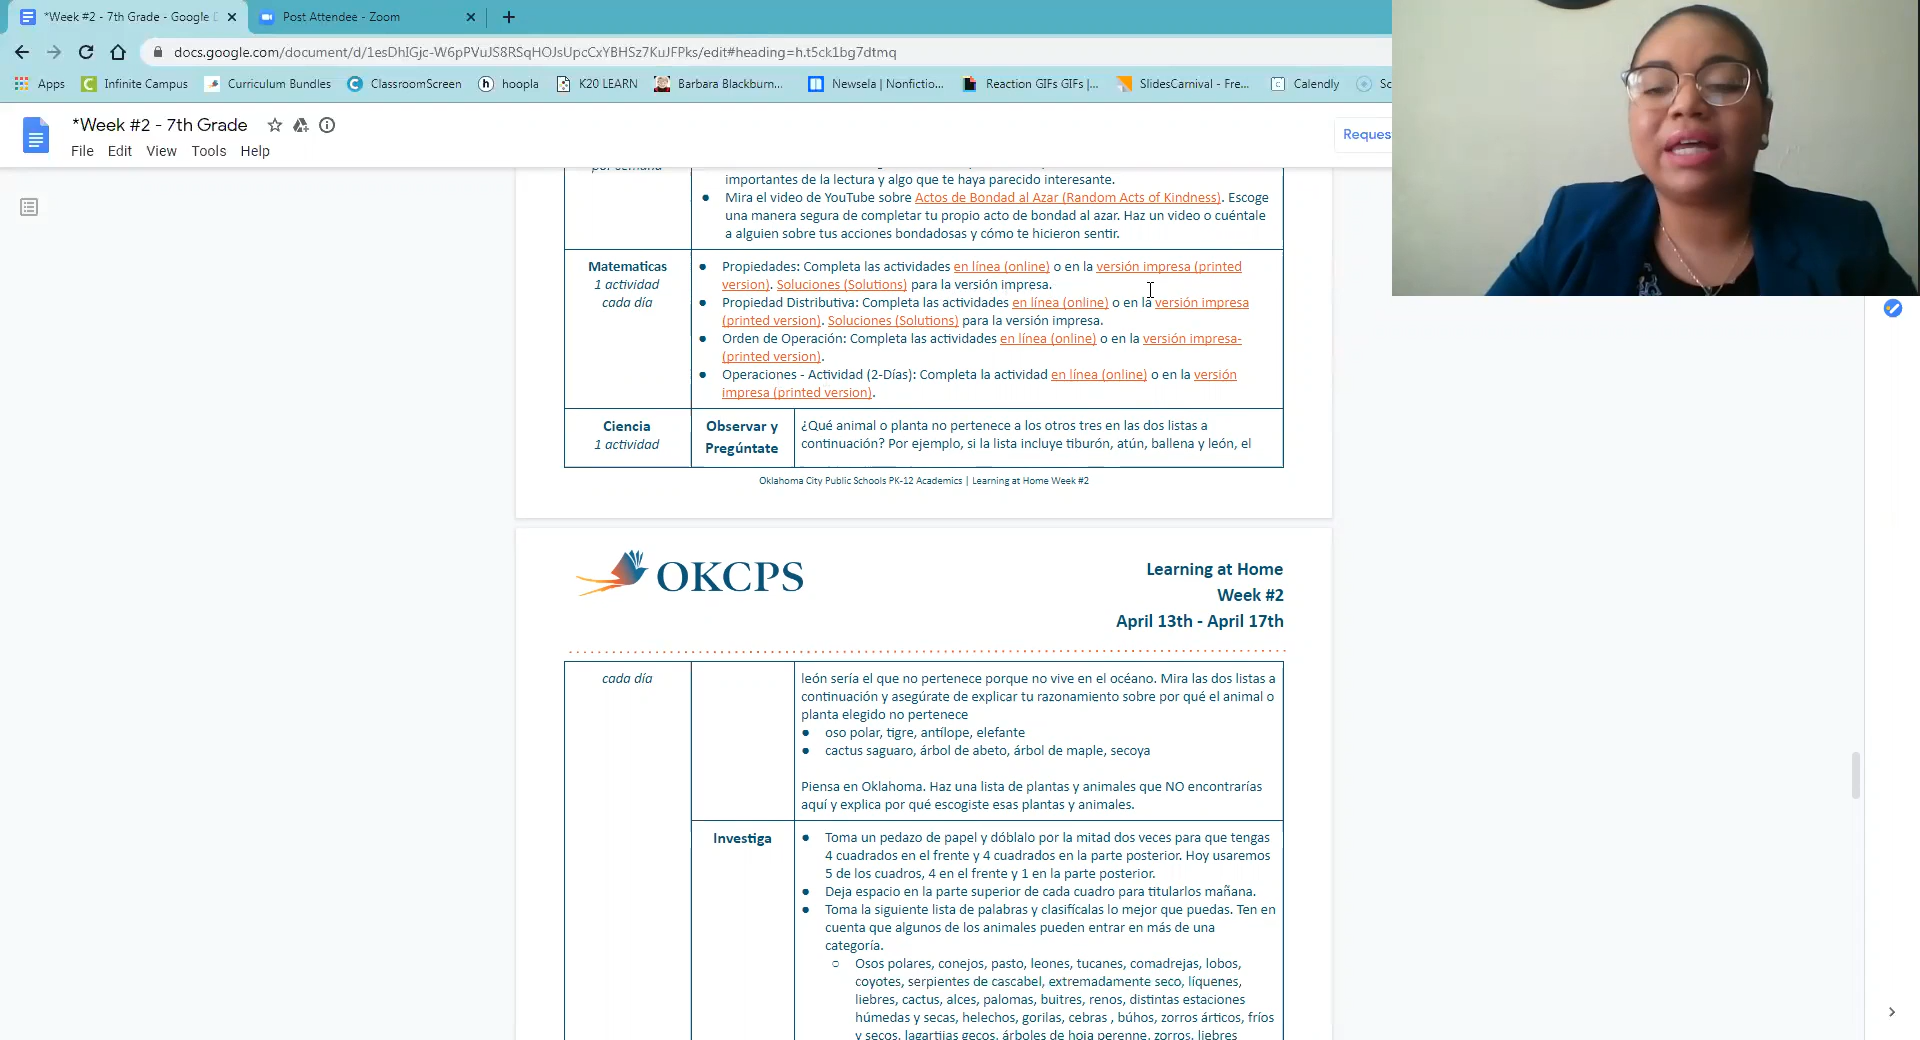 *Week #2 - 7th Grade - Google D
Post Attendee - Zoom
docs.google.com/document/d/1esDhIGjc-W6pPVuJS8RSqHOJsUpcCxYBHSz7KuJFPks/edit#heading=h.t5ck1bg7dtmq
Apps Infinite Campus Curriculum Bundles ClassroomScreen hoopla K20 LEARN Barbara Blackburn... Newsela | Nonfictio... Reaction GIFs GIFs |... SlidesCarnival - Fre... Calendly Sc
*Week #2 - 7th Grade
Reques
File Edit View Tools Help
por semana
importantes de la lectura y algo que te haya parecido interesante.
● Mira el video de YouTube sobre Actos de Bondad al Azar (Random Acts of Kindness). Escoge
una manera segura de completar tu propio acto de bondad al azar. Haz un video o cuéntale
a alguien sobre tus acciones bondadosas y cómo te hicieron sentir.
Matematicas
1 actividad
cada día
● Propiedades: Completa las actividades en línea (online) o en la versión impresa (printed
version). Soluciones (Solutions) para la versión impresa.
● Propiedad Distributiva: Completa las actividades en línea (online) o en la versión impresa
(printed version). Soluciones (Solutions) para la versión impresa.
● Orden de Operación: Completa las actividades en línea (online) o en la versión impresa-
(printed version).
● Operaciones - Actividad (2-Días): Completa la actividad en línea (online) o en la versión
impresa (printed version).
Ciencia
1 actividad
Observar y
Pregúntate
¿Qué animal o planta no pertenece a los otros tres en las dos listas a
continuación? Por ejemplo, si la lista incluye tiburón, atún, ballena y león, el
Oklahoma City Public Schools PK-12 Academics | Learning at Home Week #2
OKCPS
Learning at Home
Week #2
April 13th - April 17th
cada día
león sería el que no pertenece porque no vive en el océano. Mira las dos listas a
continuación y asegúrate de explicar tu razonamiento sobre por qué el animal o
planta elegido no pertenece
● oso polar, tigre, antílope, elefante
● cactus saguaro, árbol de abeto, árbol de maple, secoya
Piensa en Oklahoma. Haz una lista de plantas y animales que NO encontrarías
aquí y explica por qué escogiste esas plantas y animales.
Investiga
● Toma un pedazo de papel y dóblalo por la mitad dos veces para que tengas
4 cuadrados en el frente y 4 cuadrados en la parte posterior. Hoy usaremos
5 de los cuadros, 4 en el frente y 1 en la parte posterior.
● Deja espacio en la parte superior de cada cuadro para titularlos mañana.
● Toma la siguiente lista de palabras y clasifícalas lo mejor que puedas. Ten en
cuenta que algunos de los animales pueden entrar en más de una
categoría.
○ Osos polares, conejos, pasto, leones, tucanes, comadrejas, lobos,
coyotes, serpientes de cascabel, extremadamente seco, líquenes,
liebres, cactus, alces, palomas, buitres, renos, distintas estaciones
húmedas y secas, helechos, gorilas, cebras , búhos, zorros árticos, fríos
y secos, lagartijas gecos, árboles de hoja perenne, zorros, liebres